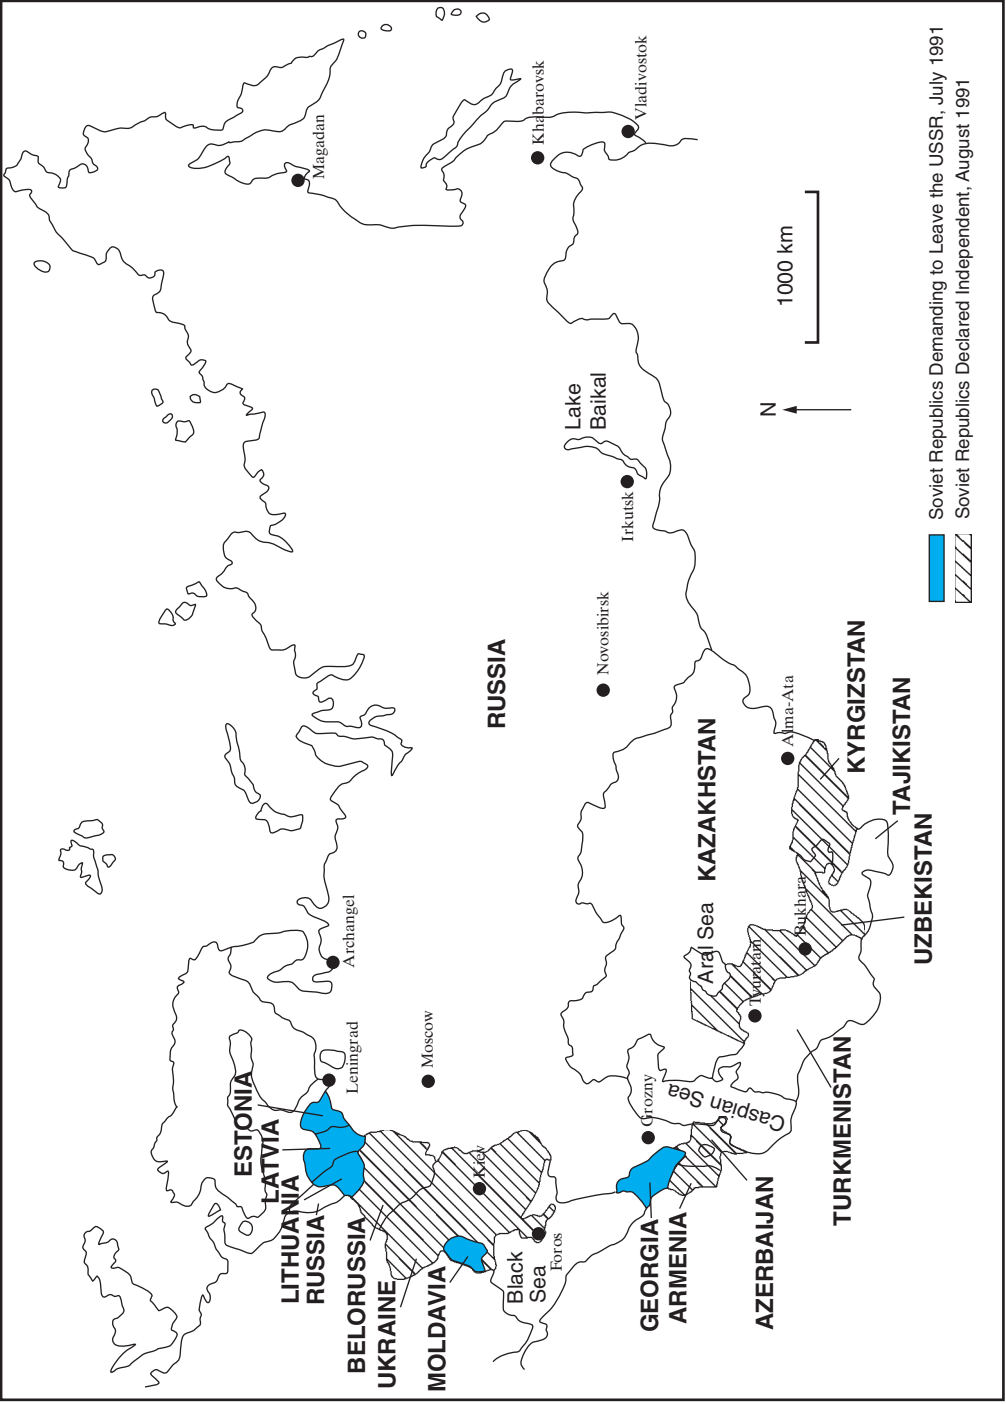 Magadan
Khabarovsk
Vladivostok
Lake
Baikal
Irkutsk
1000 km
N
Novosibirsk
RUSSIA
Archangel
Leningrad
Moscow
ESTONIA
LATVIA
LITHUANIA
RUSSIA
BELORUSSIA
UKRAINE
MOLDAVIA
Kiev
Black
Sea
Foros
Grozny
Caspian Sea
GEORGIA
ARMENIA
AZERBAIJAN
TURKMENISTAN
Aral Sea
KAZAKHSTAN
Tyuratam
Bukhara
Alma-Ata
KYRGIZSTAN
TAJIKISTAN
UZBEKISTAN
Soviet Republics Demanding to Leave the USSR, July 1991
Soviet Republics Declared Independent, August 1991